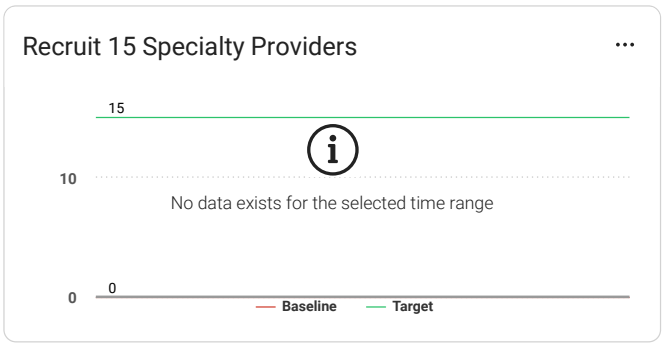 Recruit 15 Specialty Providers
15
10
No data exists for the selected time range
0
0
Baseline Target